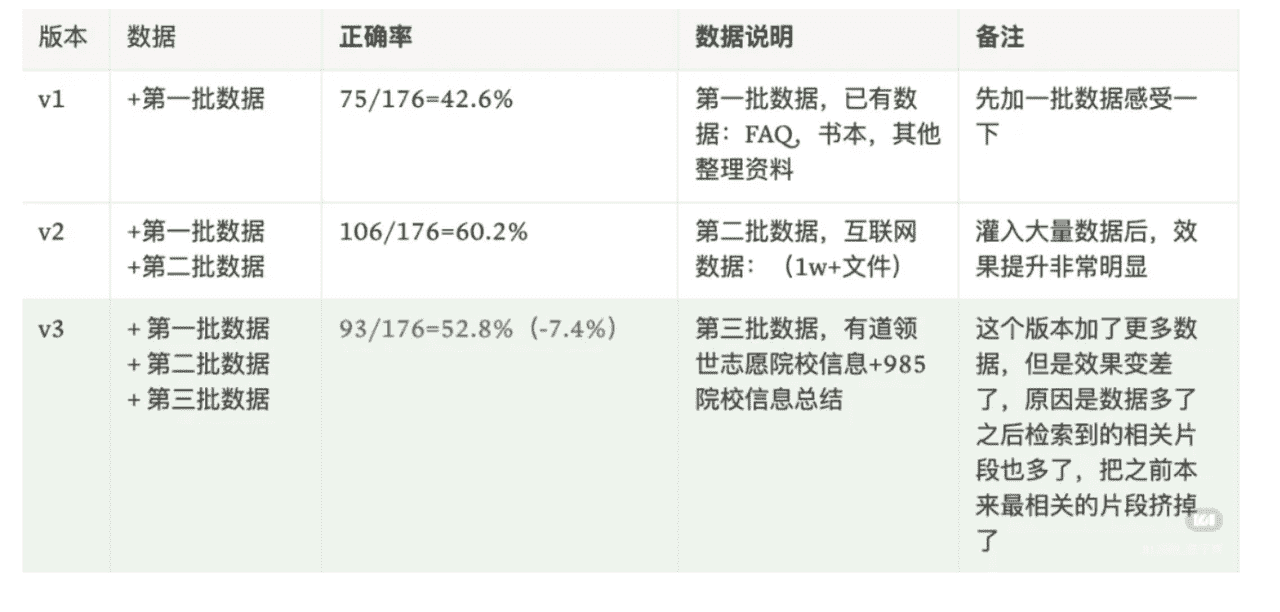 版本 数据 正确率 数据说明 备注
v1 +第一批数据 75/176=42.6% 第一批数据，已有数 先加一批数据感受一
据：FAQ，书本，其他 下
整理资料
v2 +第一批数据 106/176=60.2% 第二批数据，互联网 灌入大量数据后，效
+第二批数据 数据：（1w+文件） 果提升非常明显
v3 + 第一批数据 93/176=52.8%（-7.4%） 第三批数据，有道领 这个版本加了更多数
+ 第二批数据 世志愿院校信息+985 据，但是效果变差
+ 第三批数据 院校信息总结 了，原因是数据多了
之后检索到的相关片
段也多了，把之前本
来最相关的片段挤掉
了